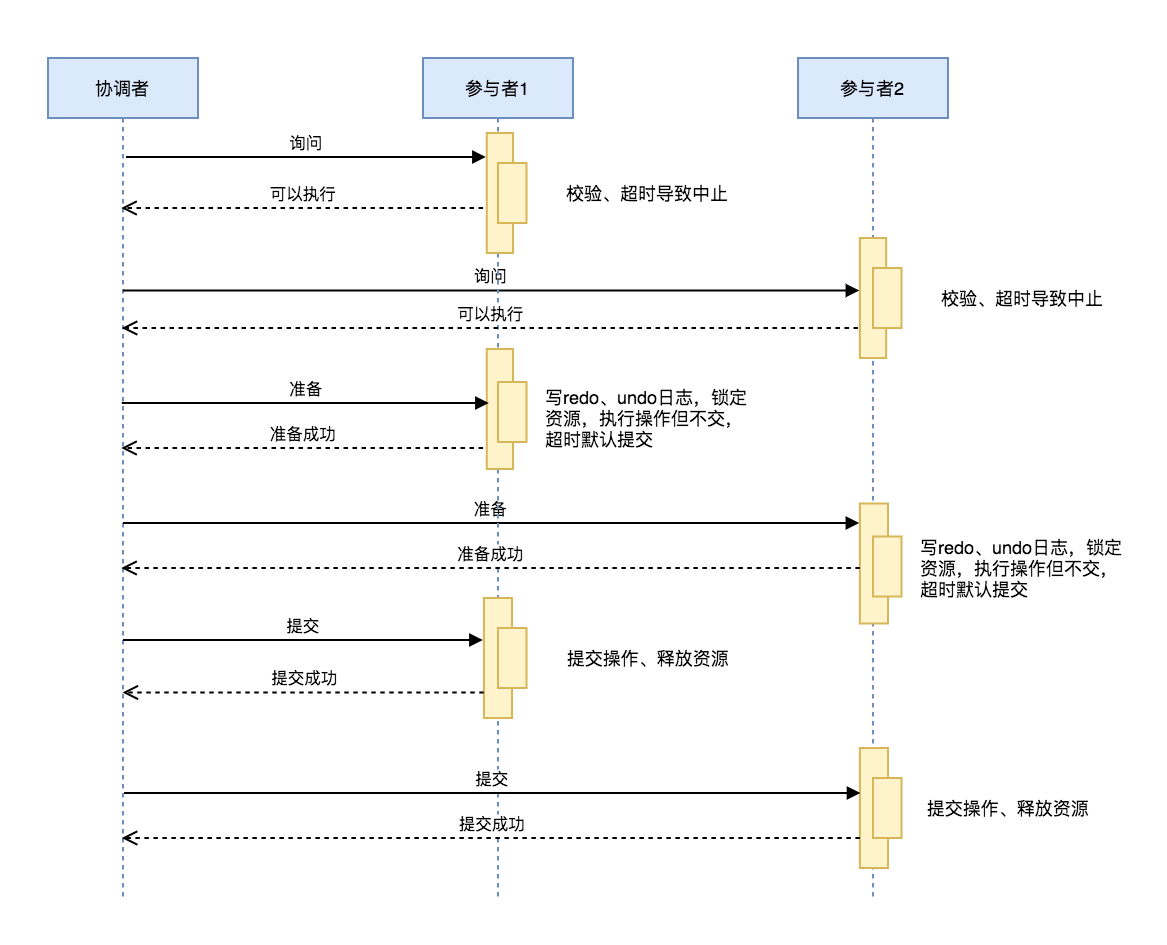 协调者
参与者1
参与者2
询问
可以执行
校验、超时导致中止
询问
可以执行
校验、超时导致中止
准备
写redo、undo日志，锁定
资源，执行操作但不交，
超时默认提交
准备成功
准备
准备成功
写redo、undo日志，锁定
资源，执行操作但不交，
超时默认提交
提交
提交操作、释放资源
提交成功
提交
提交操作、释放资源
提交成功